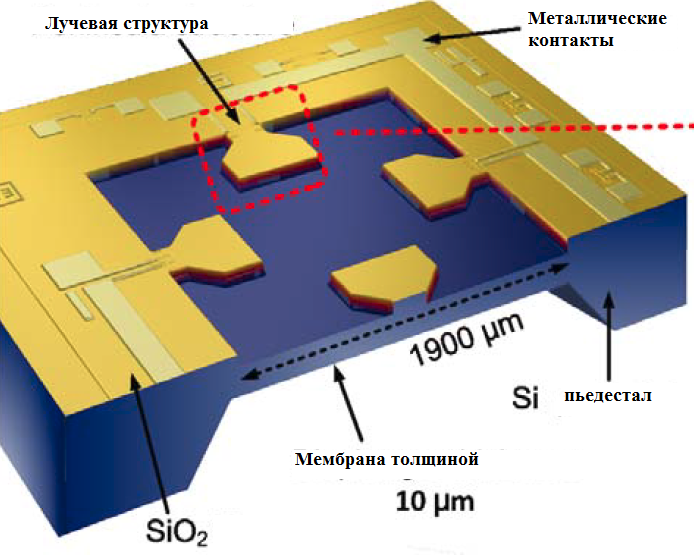 Лучевая структура
Металлические
контакты
1900 µm
Si пьедестал
Мембрана толщиной
10 µm
SiO₂